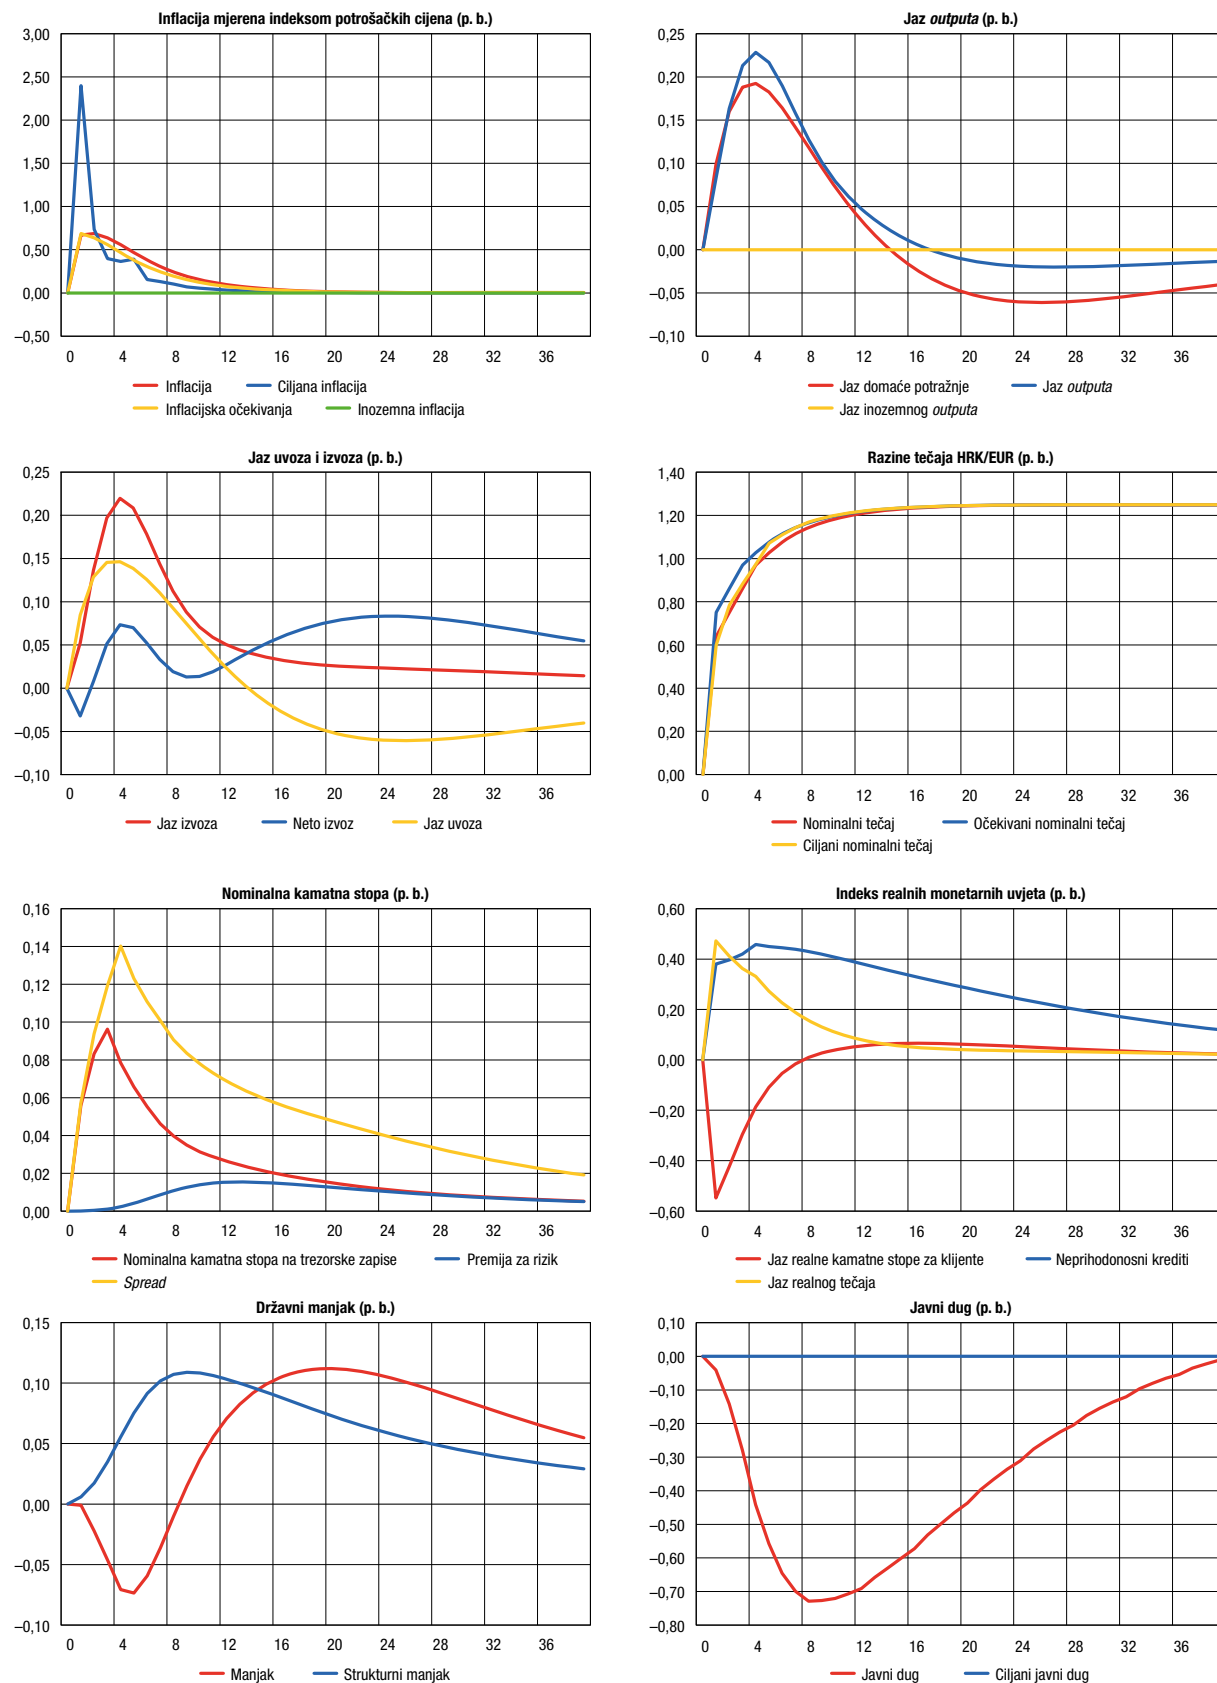 Inflacija mjerena indeksom potrošačkih cijena (p. b.)
3,00
2,50
2,00
1,50
1,00
0,50
0,00
–0,50
0 4 8 12 16 20 24 28 32 36
Inflacija Ciljana inflacija
Inflacijska očekivanja Inozemna inflacija
Jaz outputa (p. b.)
0,25
0,20
0,15
0,10
0,05
0,00
–0,05
–0,10
0 4 8 12 16 20 24 28 32 36
Jaz domaće potražnje Jaz outputa
Jaz inozemnog outputa
Jaz uvoza i izvoza (p. b.)
0,25
0,20
0,15
0,10
0,05
0,00
–0,05
–0,10
0 4 8 12 16 20 24 28 32 36
Jaz izvoza Neto izvoz Jaz uvoza
Razine tečaja HRK/EUR (p. b.)
1,40
1,20
1,00
0,80
0,60
0,40
0,20
0,00
0 4 8 12 16 20 24 28 32 36
Nominalni tečaj Očekivani nominalni tečaj
Ciljani nominalni tečaj
Nominalna kamatna stopa (p. b.)
0,16
0,14
0,12
0,10
0,08
0,06
0,04
0,02
0,00
0 4 8 12 16 20 24 28 32 36
Nominalna kamatna stopa na trezorske zapise Premija za rizik
Spread
Indeks realnih monetarnih uvjeta (p. b.)
0,60
0,40
0,20
0,00
–0,20
–0,40
–0,60
0 4 8 12 16 20 24 28 32 36
Jaz realne kamatne stope za klijente Neprihodonosni krediti
Jaz realnog tečaja
Državni manjak (p. b.)
0,15
0,10
0,05
0,00
–0,05
–0,10
0 4 8 12 16 20 24 28 32 36
Manjak Strukturni manjak
Javni dug (p. b.)
0,10
0,00
–0,10
–0,20
–0,30
–0,40
–0,50
–0,60
–0,70
–0,80
0 4 8 12 16 20 24 28 32 36
Javni dug Ciljani javni dug